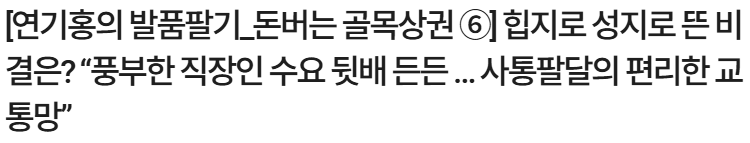 [연기홍의 발품팔기_돈버는 골목상권 ⑥] 힙지로 성지로 뜬 비
결은? “풍부한 직장인 수요 뒷배 든든 ... 사통팔달의 편리한 교
통망”